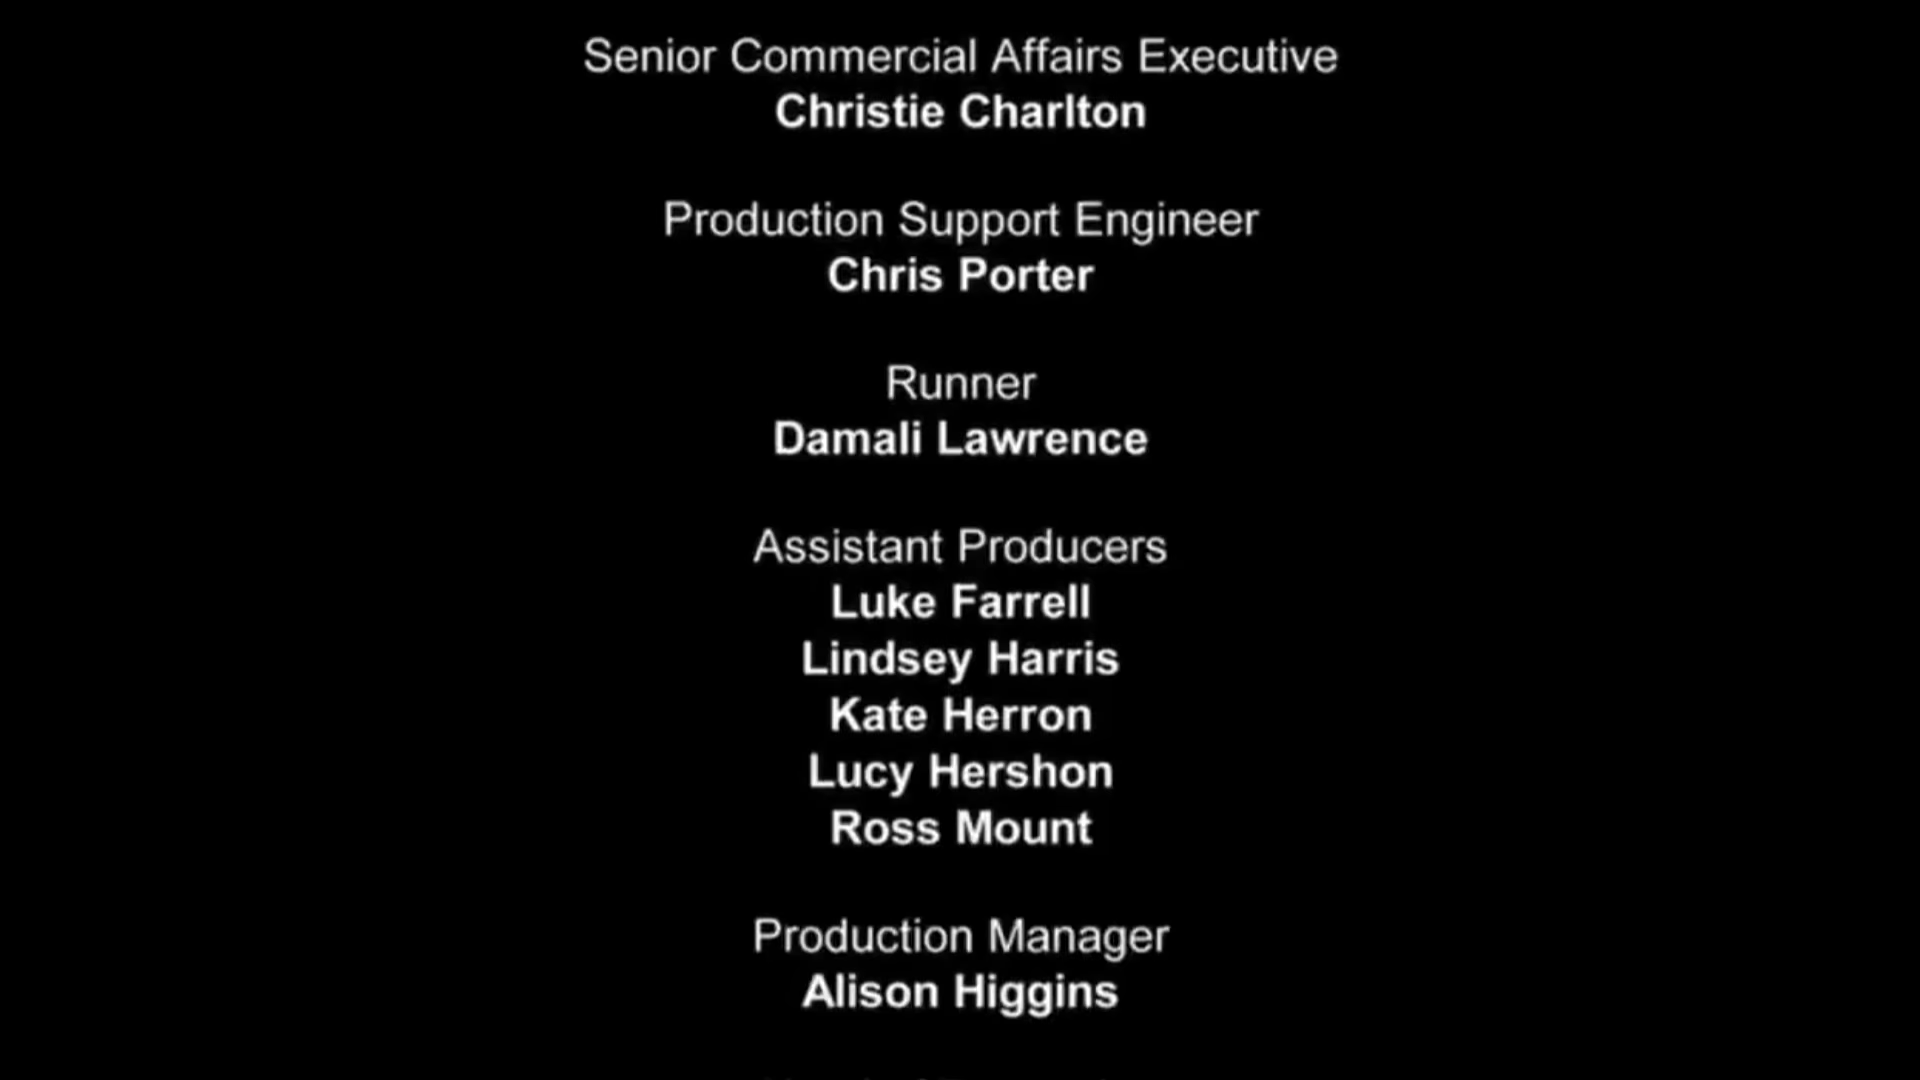 Senior Commercial Affairs Executive
Christie Charlton
Production Support Engineer
Chris Porter
Runner
Damali Lawrence
Assistant Producers
Luke Farrell
Lindsey Harris
Kate Herron
Lucy Hershon
Ross Mount
Production Manager
Alison Higgins